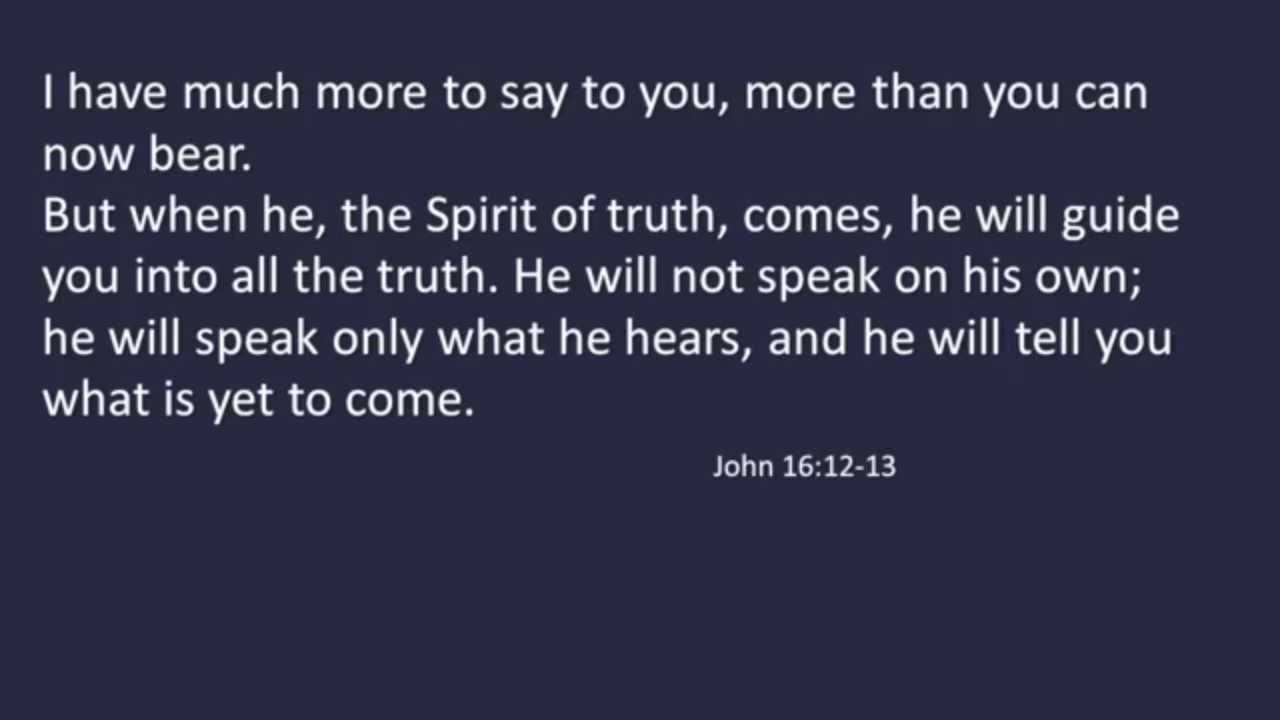 I have much more to say to you, more than you can
now bear.
But when he, the Spirit of truth, comes, he will guide
you into all the truth. He will not speak on his own;
he will speak only what he hears, and he will tell you
what is yet to come.
John 16:12-13